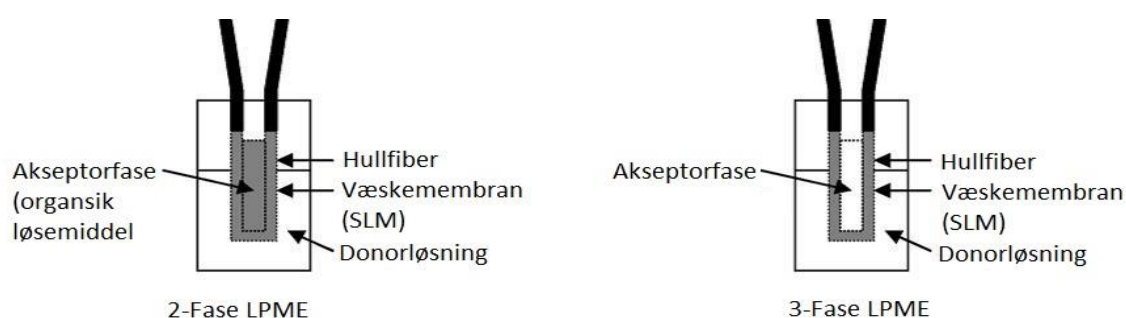 Akseptorfase
(organsik
løsemiddel
Hullfiber
Væskemembran
(SLM)
Donorløsning
2-Fase LPME
Akseptorfase
Hullfiber
Væskemembran
(SLM)
Donorløsning
3-Fase LPME